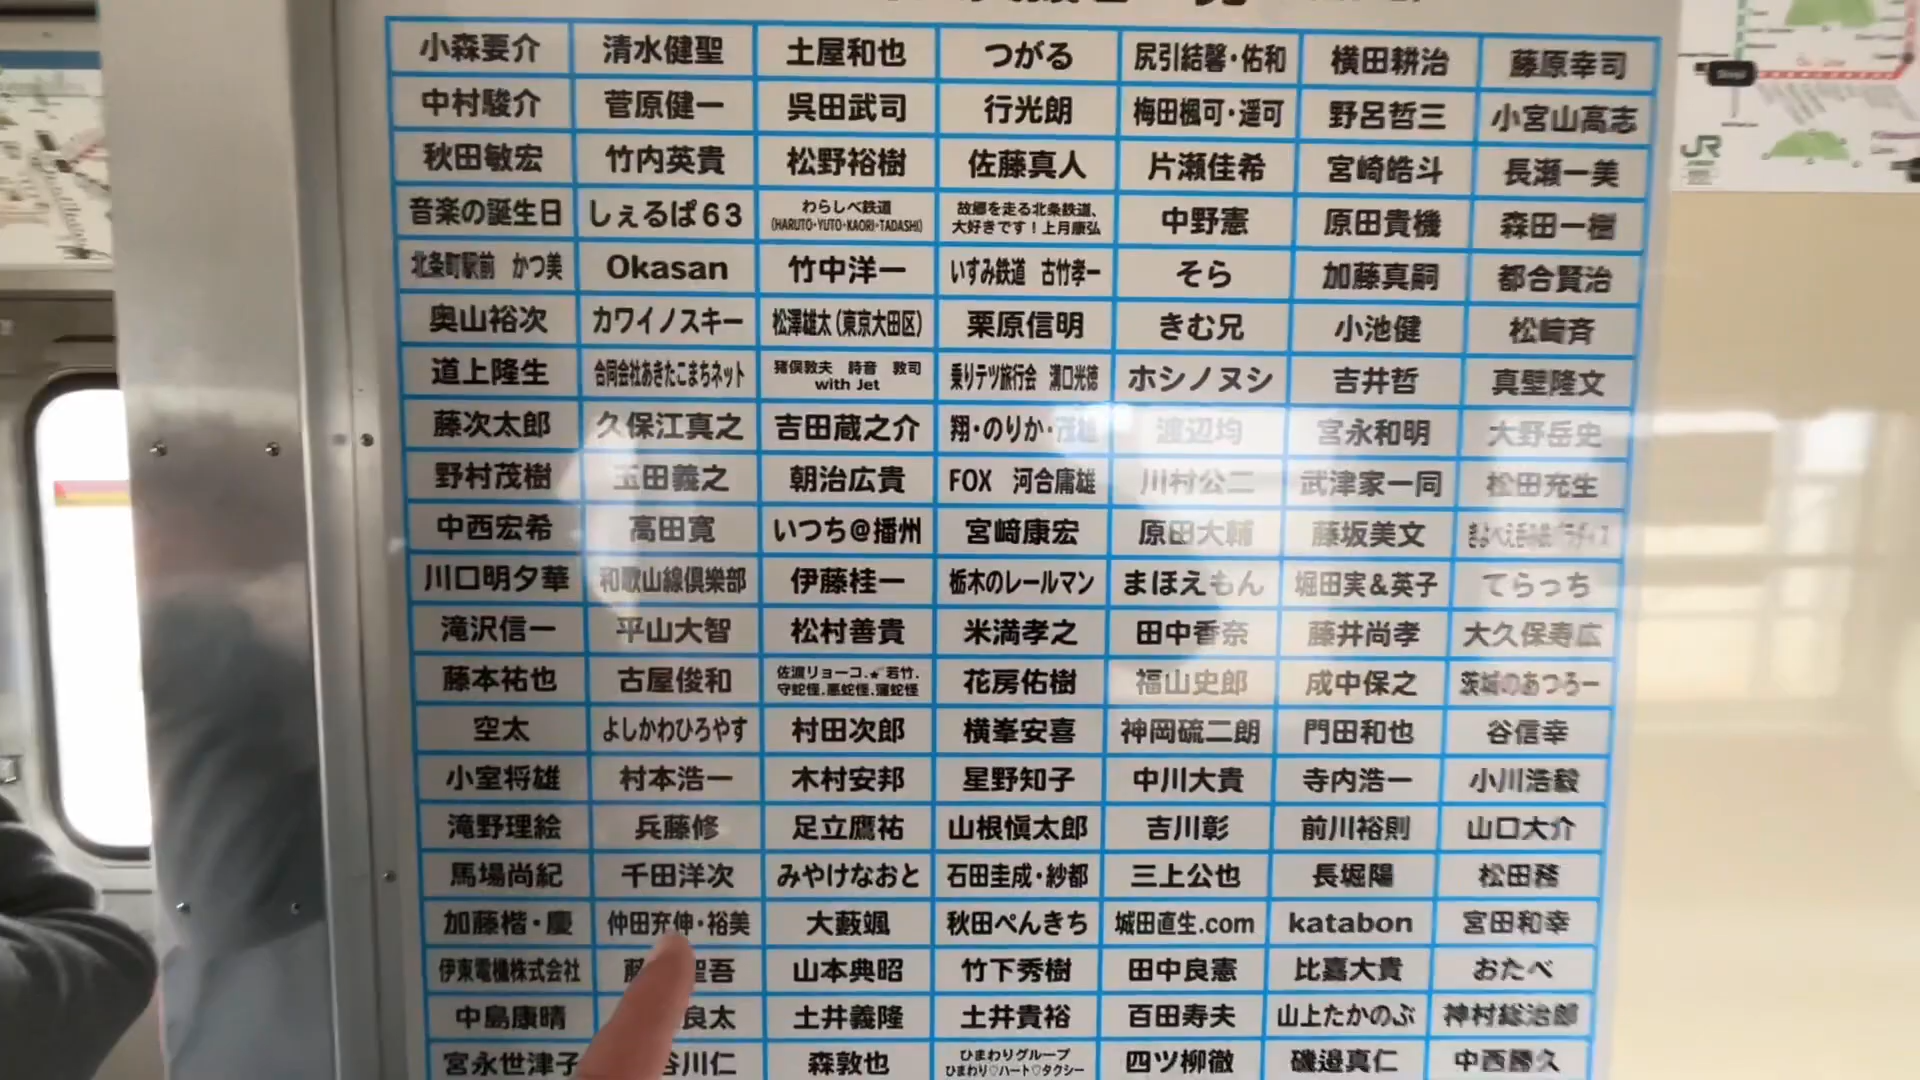 小森要介 清水健聖 土屋和也 つがる 尻引結馨・佑和 横田耕治 藤原幸司
中村駿介 菅原健一 呉田武司 行光朗 梅田楓可・遥可 野呂哲三 小宮山高志
秋田敏宏 竹内英貴 松野裕樹 佐藤真人 片瀬佳希 宮崎皓斗 長瀬一美
音楽の誕生日 しぇるぱ63 わらしべ鉄道 故郷を走る北条鉄道、 中野憲 原田貴機 森田一樹
(HARUTO・YUTO・KAORI・TADASHI) 大好きです！上月康弘
北条町駅前 かつ美 Okasan 竹中洋一 いすみ鉄道 古竹孝一 そら 加藤真嗣 都合賢治
奥山裕次 カワイノスキー 松澤雄太(東京大田区) 栗原信明 きむ兄 小池健 松﨑斉
道上隆生 合同会社あきたこまちネット 猪俣敦夫 詩音 敦司 乗りテツ旅行会 溝口光徳 ホシノヌシ 吉井哲 真壁隆文
with Jet
藤次太郎 久保江真之 吉田蔵之介 翔・のりか・茂雄 渡辺均 宮永和明 大野岳史
野村茂樹 玉田義之 朝治広貴 FOX 河合庸雄 川村公二 武津家一同 松田充生
中西宏希 高田寛 いつち@播州 宮﨑康宏 原田大輔 藤坂美文
川口明夕華 和歌山線倶楽部 伊藤桂一 栃木のレールマン まほえもん 堀田実&英子 てらっち
滝沢信一 平山大智 松村善貴 米満孝之 田中香奈 藤井尚孝 大久保寿広
藤本祐也 古屋俊和 佐渡リョーコ.★若竹. 花房佑樹 福山史郎 成中保之 茨城のあつろー
空太 よしかわひろやす 村田次郎 横峯安喜 神岡硫二朗 門田和也 谷信幸
小室将雄 村本浩一 木村安邦 星野知子 中川大貴 寺内浩一 小川浩毅
滝野理絵 兵藤修 足立鷹祐 山根愼太郎 吉川彰 前川裕則 山口大介
馬場尚紀 千田洋次 みやけなおと 石田圭成・紗都 三上公也 長堀陽 松田務
加藤楷・慶 仲田充伸・裕美 大藪颯 秋田ぺんきち 城田直生.com katabon 宮田和幸
伊東電機株式会社 山本典昭 竹下秀樹 田中良憲 比嘉大貴 おたべ
中島康晴 良太 土井義隆 土井貴裕 百田寿夫 山上たかのぶ 神村総治郎
宮永世津子 谷川仁 森敦也 ひまわりグループ 四ツ柳徹 磯邉真仁 中西勝久
ひまわり♡ハート♡タクシー
JR